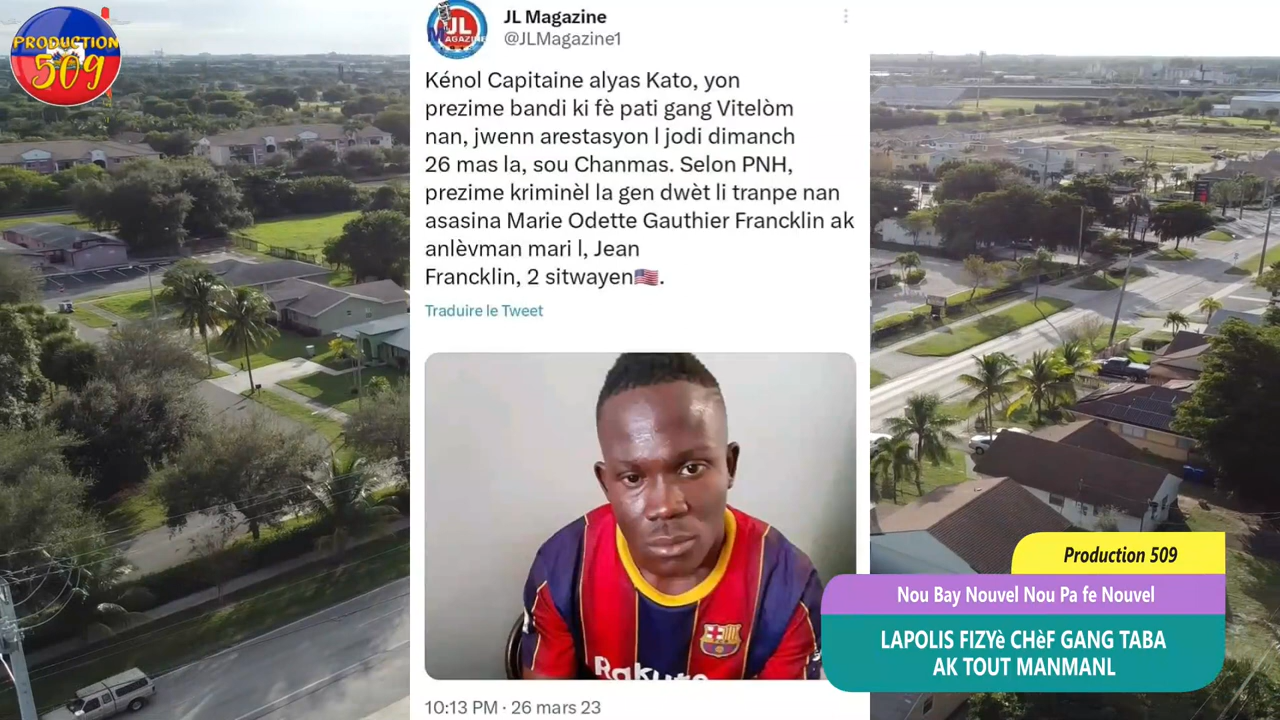 PRODUCTION
509
JL
MAGAZINE
JL Magazine
@JLMagazine1
Kénol Capitaine alyas Kato, yon
prezime bandi ki fè pati gang Vitelòm
nan, jwenn arestasyon l jodi dimanch
26 mas la, sou Chanmas. Selon PNH,
prezime kriminèl la gen dwèt li tranpe nan
asasina Marie Odette Gauthier Francklin ak
anlèvman mari l, Jean
Francklin, 2 sitwayen🇺🇸.
Traduire le Tweet
FCB
Rakuten
10:13 PM · 26 mars 23
Production 509
Nou Bay Nouvel Nou Pa fe Nouvel
LAPOLIS FIZYè CHèF GANG TABA
AK TOUT MANMANL